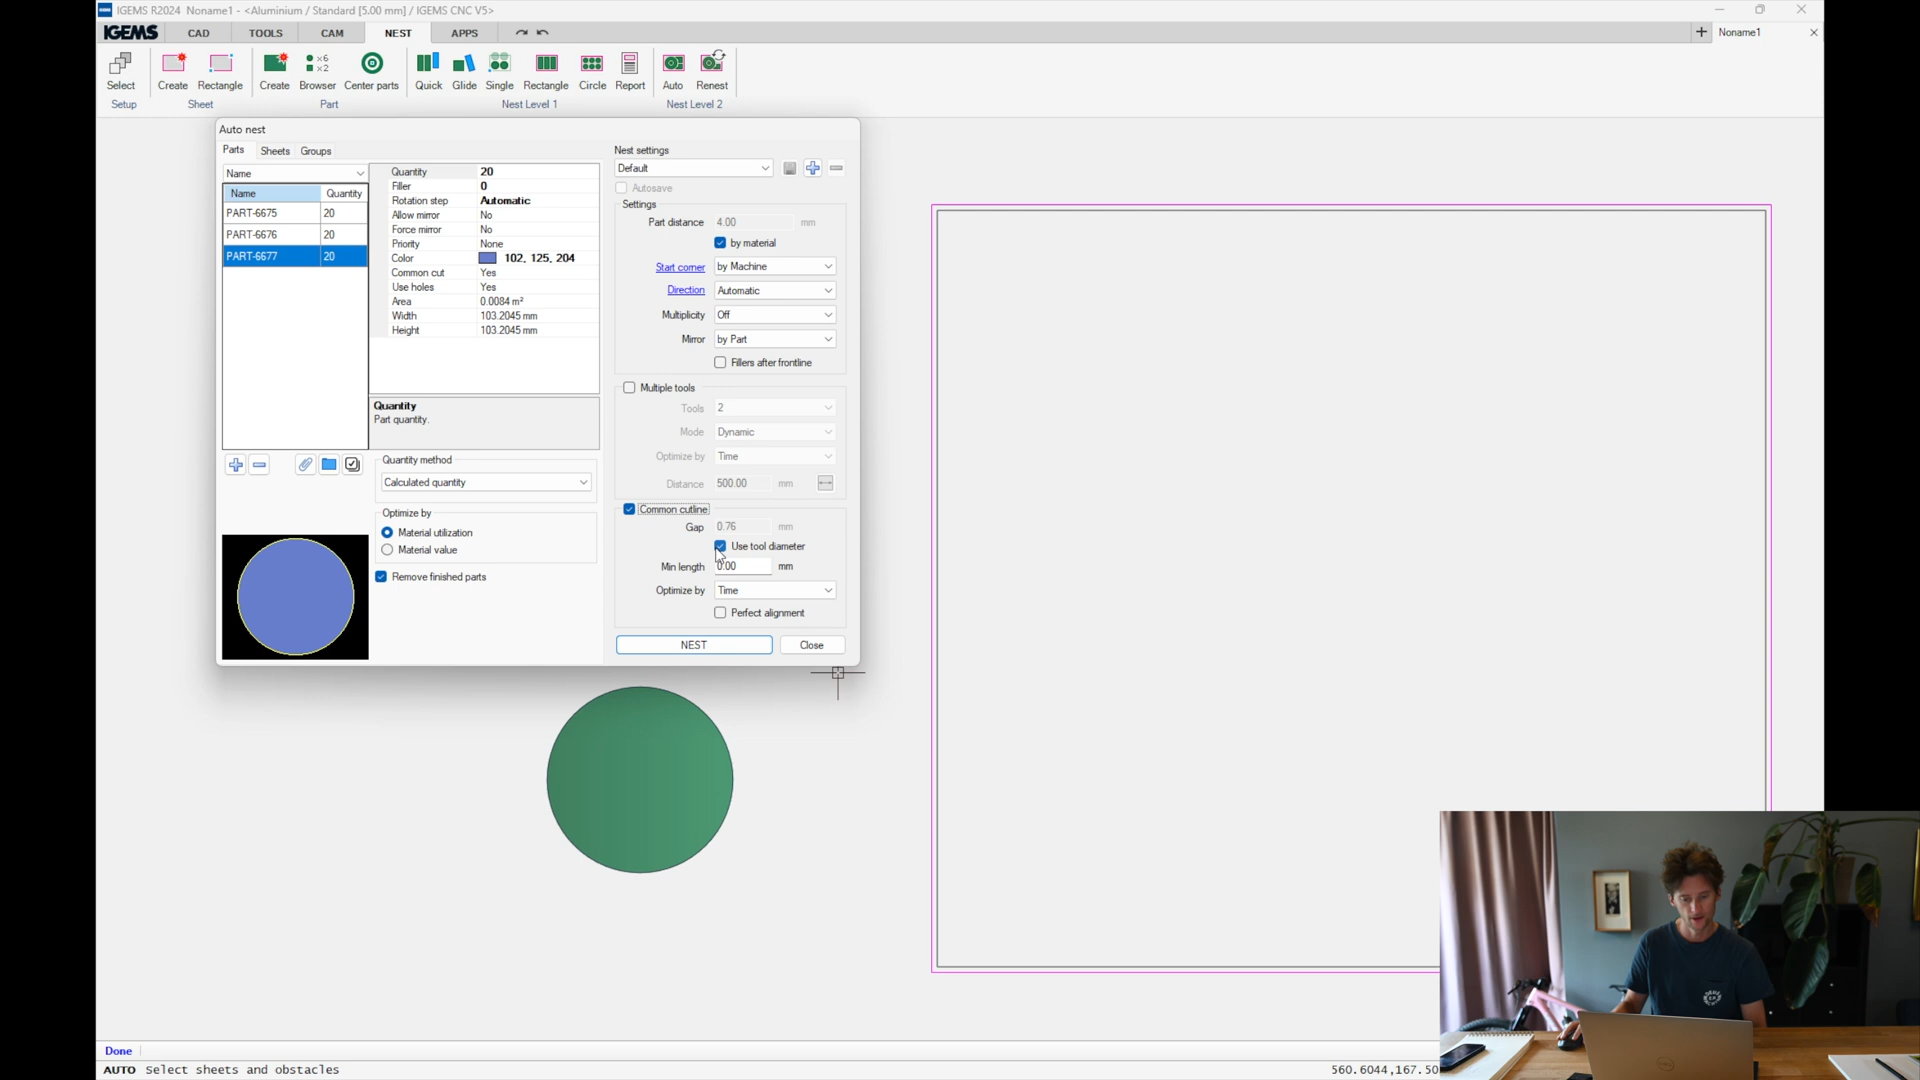 IGEMS R2024 Noname1 - <Aluminium / Standard [5.00 mm] / IGEMS CNC V5>
IGEMS CAD TOOLS CAM NEST APPS Noname1
Select Create Rectangle Create Browser Center parts Quick Glide Single Rectangle Circle Report Auto Renest
x6
x2
Setup Sheet Part Nest Level 1 Nest Level 2
Auto nest
Parts Sheets Groups
Name
Name Quantity
PART-6675 20
PART-6676 20
PART-6677 20
Quantity 20
Filler 0
Rotation step Automatic
Allow mirror No
Force mirror No
Priority None
Color 102, 125, 204
Common cut Yes
Use holes Yes
Area 0.0084 m²
Width 103.2045 mm
Height 103.2045 mm
Quantity
Part quantity.
Quantity method
Calculated quantity
Optimize by
Material utilization
Material value
Remove finished parts
Nest settings
Default
Autosave
Settings
Part distance 4.00 mm
by material
Start corner by Machine
Direction Automatic
Multiplicity Off
Mirror by Part
Fillers after frontline
Multiple tools
Tools 2
Mode Dynamic
Optimize by Time
Distance 500.00 mm
Common cutline
Gap 0.76 mm
Use tool diameter
Min length 0.00 mm
Optimize by Time
Perfect alignment
NEST Close
Done
AUTO Select sheets and obstacles
560.6044,167.50